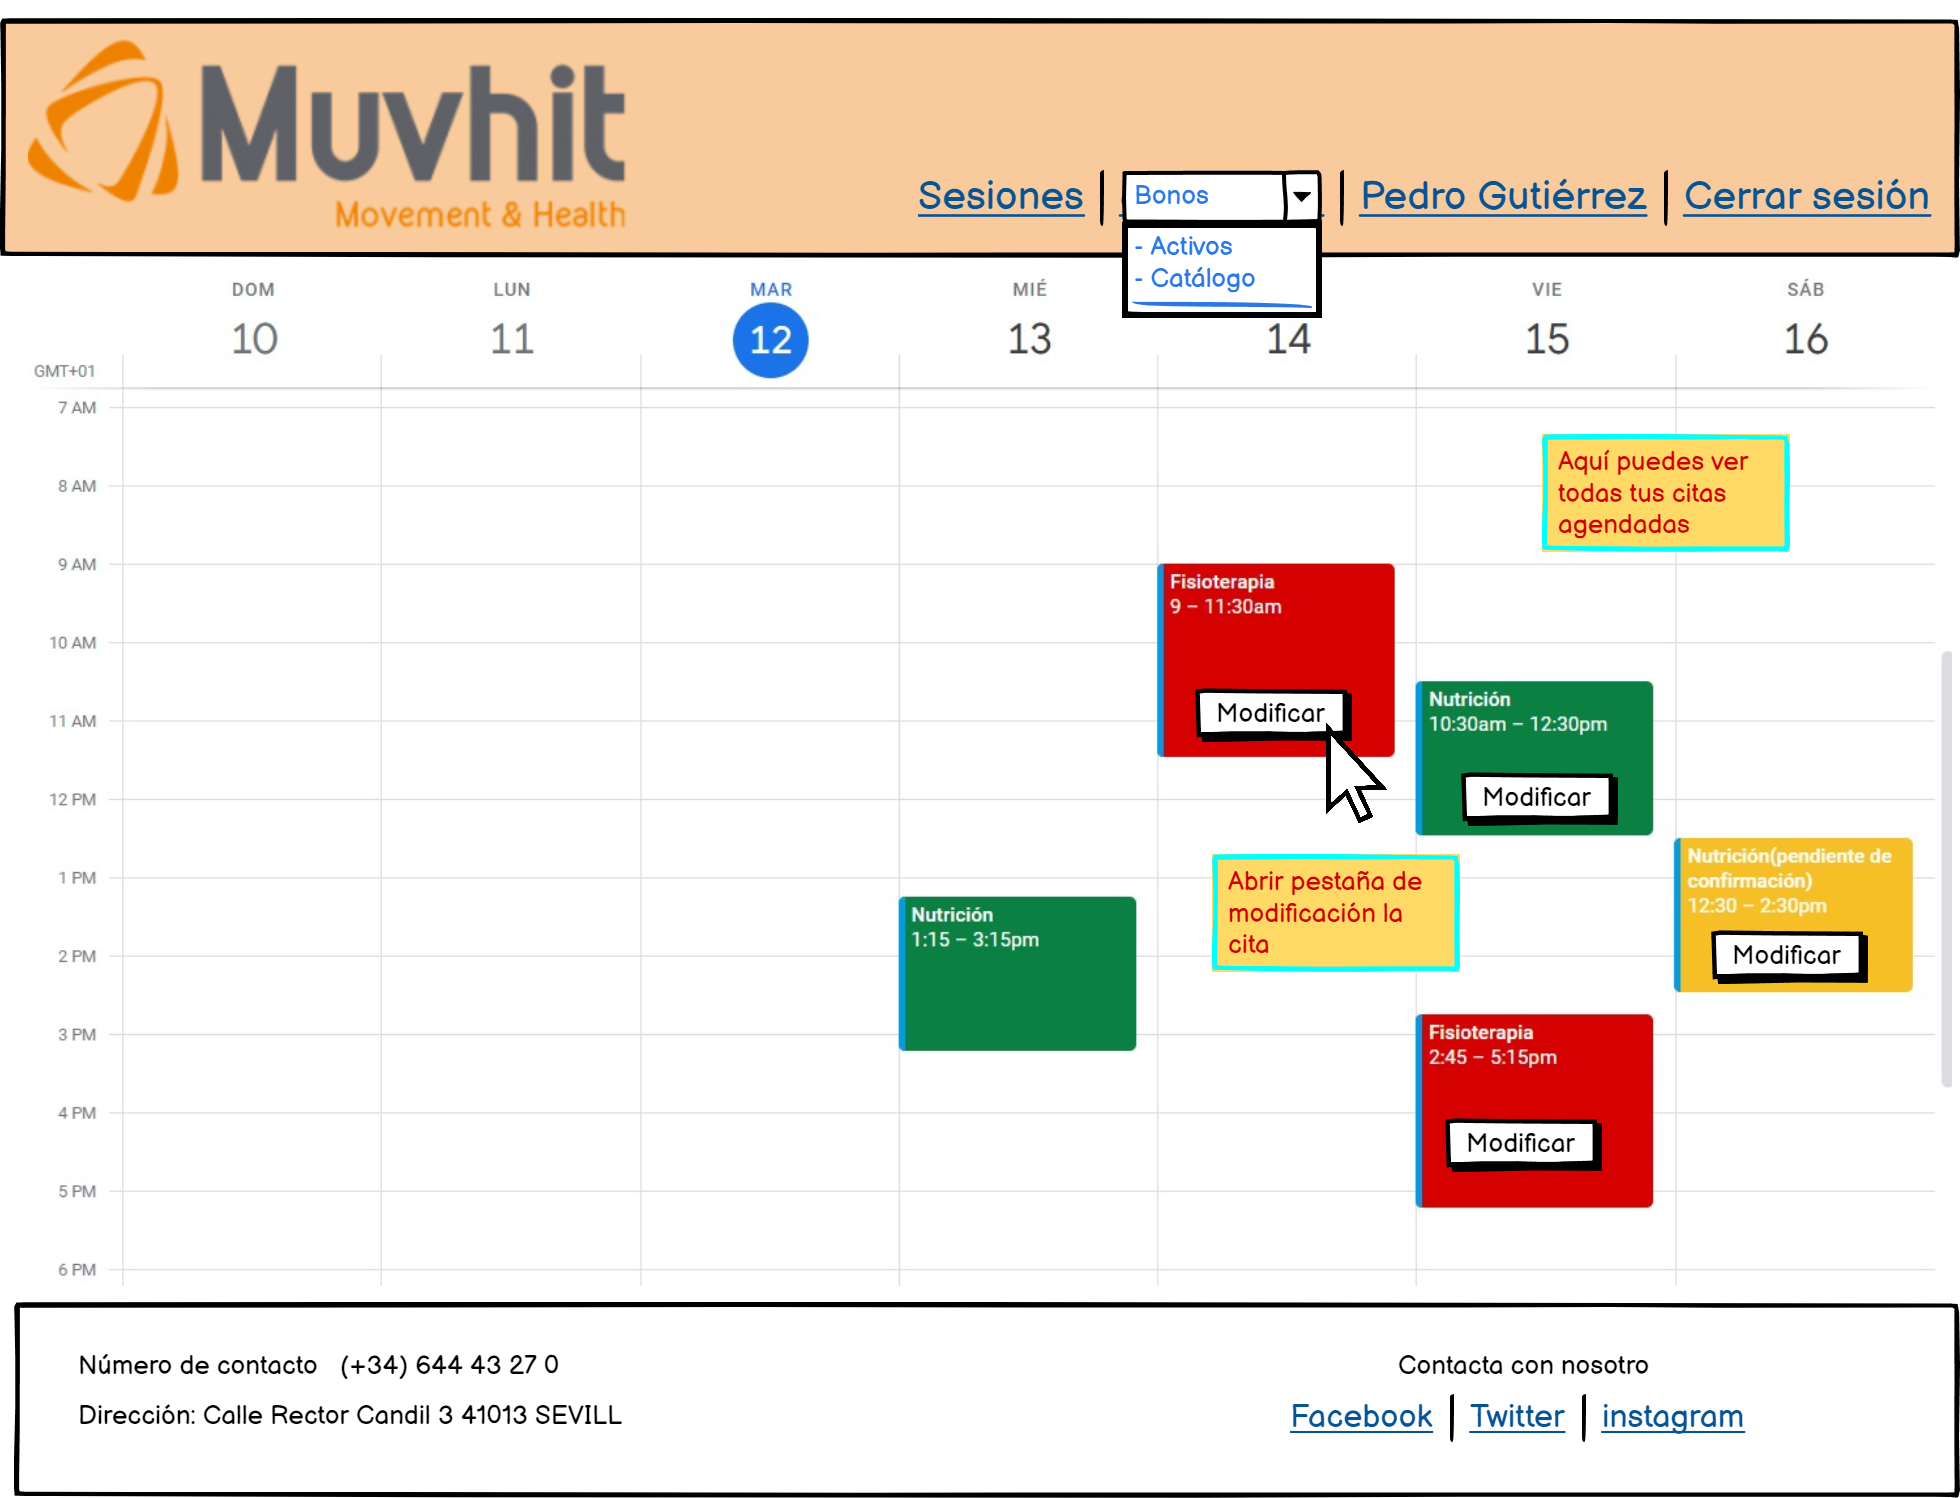 Muvhit
Movement & Health
Sesiones
Bonos
Pedro Gutiérrez
Cerrar sesión
- Activos
- Catálogo
DOM
LUN
MAR
MIÉ
VIE
SÁB
10
11
12
13
14
15
16
GMT+01
7 AM
8 AM
9 AM
10 AM
11 AM
12 PM
1 PM
2 PM
3 PM
4 PM
5 PM
6 PM
Aquí puedes ver
todas tus citas
agendadas
Fisioterapia
9 – 11:30am
Modificar
Nutrición
10:30am – 12:30pm
Modificar
Nutrición(pendiente de
confirmación)
12:30 – 2:30pm
Modificar
Abrir pestaña de
modificación la
cita
Nutrición
1:15 – 3:15pm
Fisioterapia
2:45 – 5:15pm
Modificar
Número de contacto (+34) 644 43 27 0
Dirección: Calle Rector Candil 3 41013 SEVILL
Contacta con nosotro
Facebook
Twitter
instagram